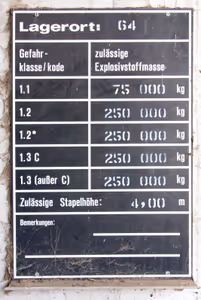 Lagerort: 64
Gefahr- zulässige
klasse/kode Explosivstoffmasse
1.1 75 000 kg
1.2 250 000 kg
1.2* 250 000 kg
1.3 C 250 000 kg
1.3 (außer C) 250 000 kg
Zulässige Stapelhöhe: 4,00 m
Bemerkungen: